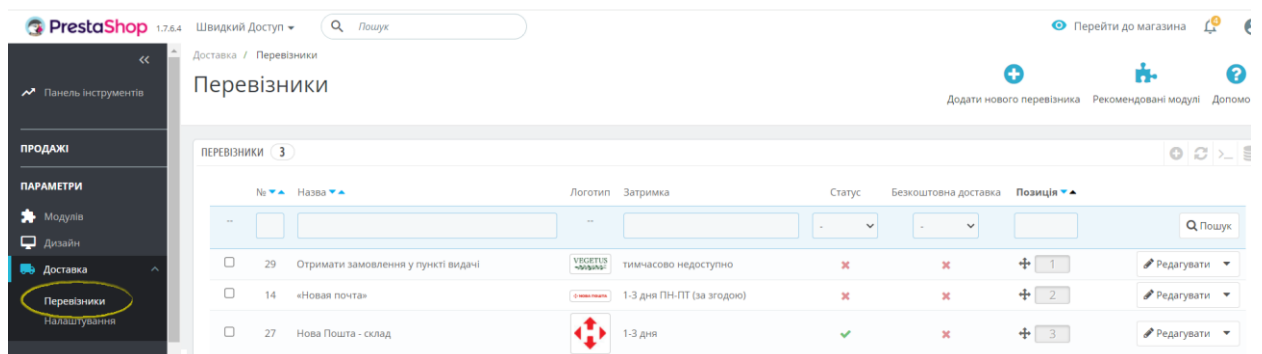 PrestaShop 1.7.6.4 Швидкий Доступ Пошук Перейти до магазина 4
Доставка / Перевізники
Перевізники
Додати нового перевізника Рекомендовані модулі Допомо
Панель інструментів
ПРОДАЖІ
ПАРАМЕТРИ
Модулів
Дизайн
Доставка
Перевізники
Налаштування
ПЕРЕВІЗНИКИ 3
№ Назва Логотип Затримка Статус Безкоштовна доставка Позиція
-- -- - - Пошук
29 Отримати замовлення у пункті видачі VEGETUS тимчасово недоступно 1 Редагувати
14 «Новая почта» НОВА ПОШТА 1-3 дня ПН-ПТ (за згодою) 2 Редагувати
27 Нова Пошта - склад 1-3 дня 3 Редагувати